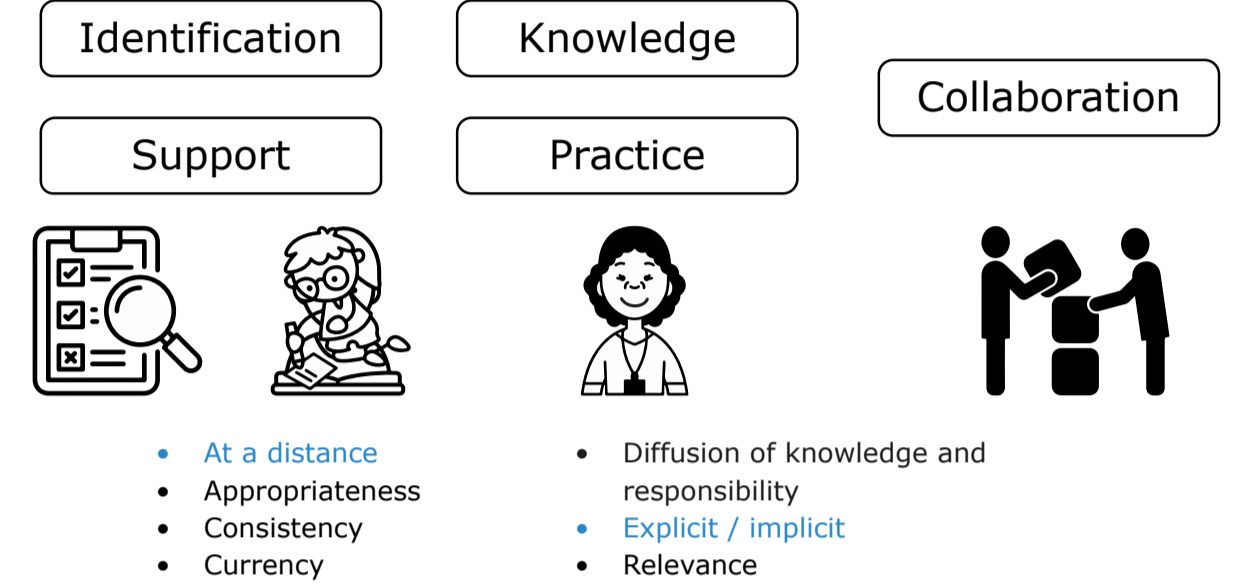 Identification
Support
Knowledge
Practice
Collaboration
• At a distance
• Appropriateness
• Consistency
• Currency
• Diffusion of knowledge and
responsibility
• Explicit / implicit
• Relevance